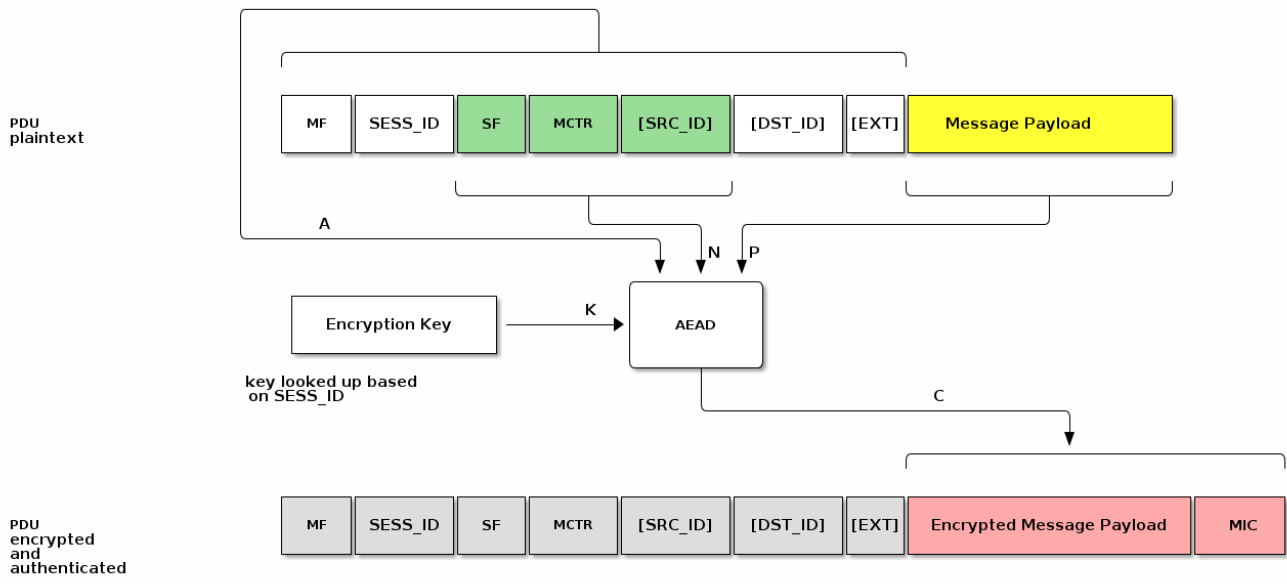 PDU
plaintext
MF SESS_ID SF MCTR [SRC_ID] [DST_ID] [EXT] Message Payload
A
N P
K
Encryption Key
AEAD
key looked up based
on SESS_ID
C
PDU
encrypted
and
authenticated
MF SESS_ID SF MCTR [SRC_ID] [DST_ID] [EXT] Encrypted Message Payload MIC